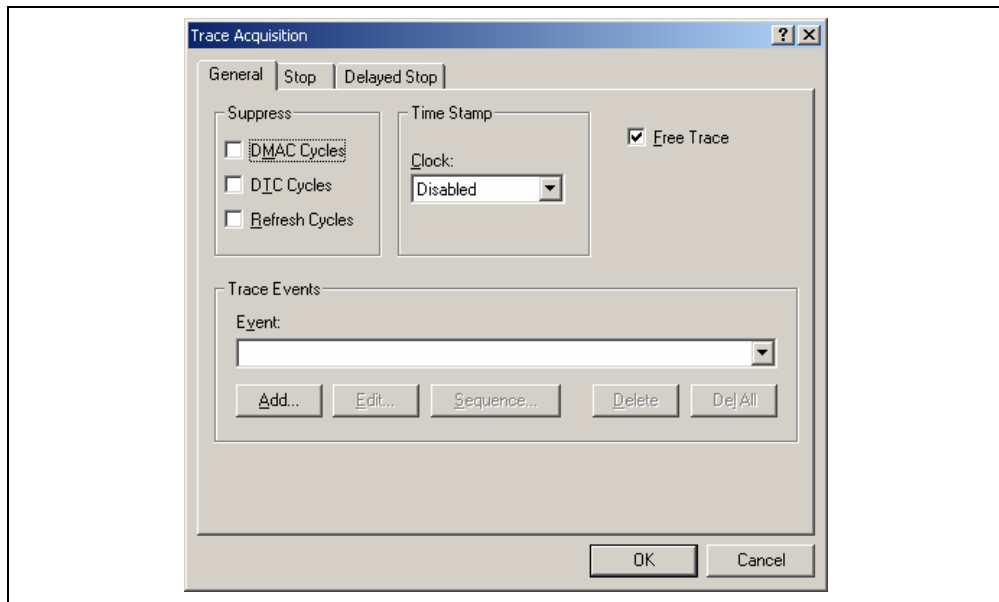 Trace Acquisition
General
Stop
Delayed Stop
Suppress
DMAC Cycles
DTC Cycles
Refresh Cycles
Time Stamp
Clock:
Disabled
Free Trace
Trace Events
Event:
Add...
Edit...
Sequence...
Delete
Del All
OK
Cancel